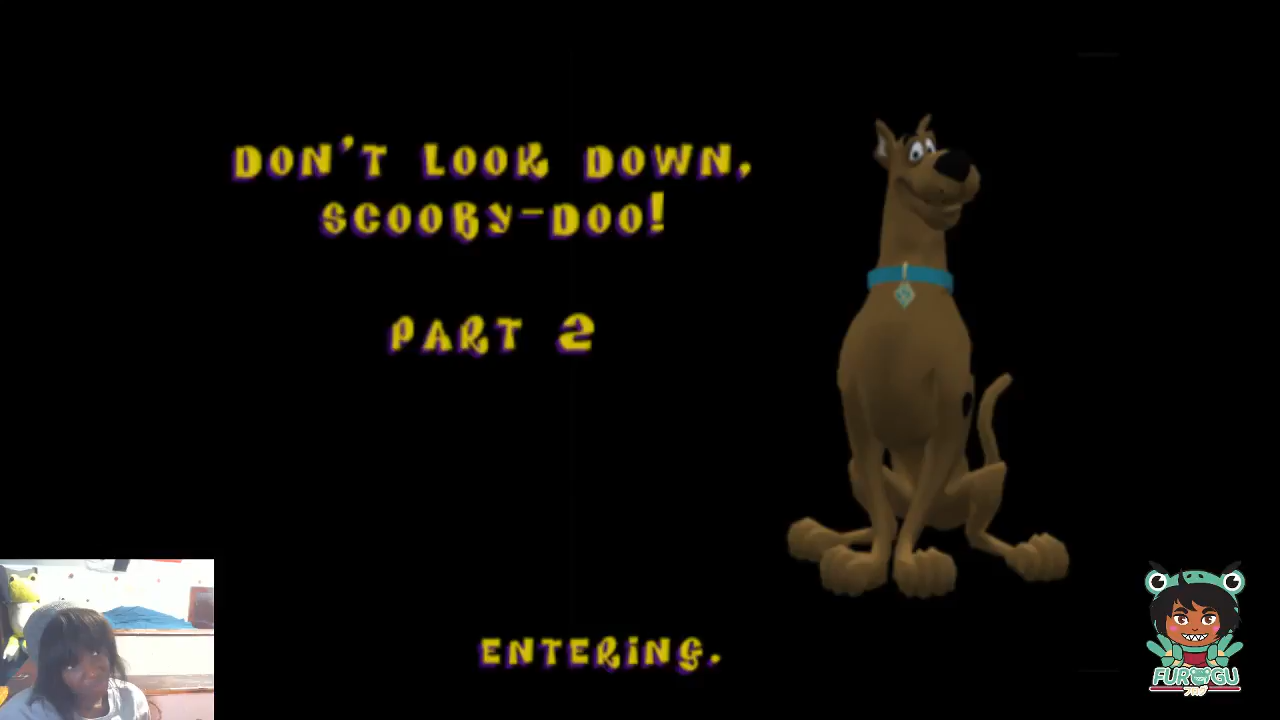 DON'T LOOK DOWN,
SCOOBY-DOO!
PART 2
ENTERING.
FUROGU